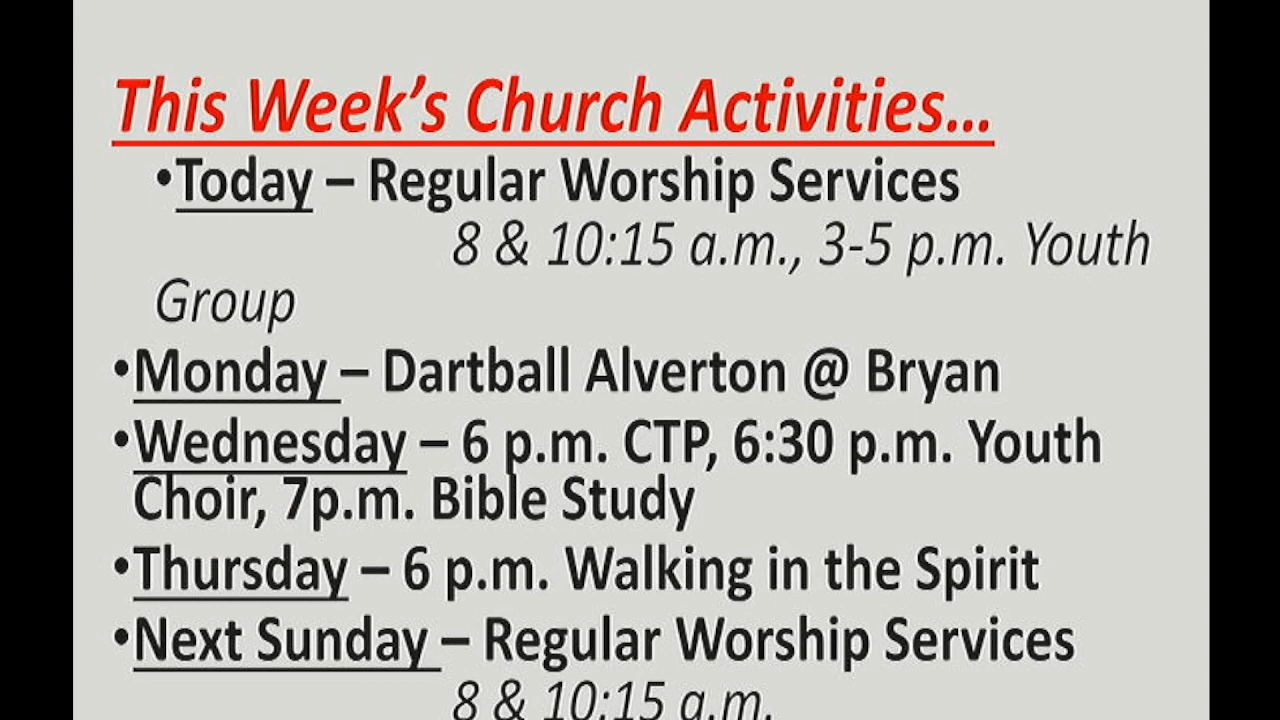 This Week's Church Activities...
•Today – Regular Worship Services
8 & 10:15 a.m., 3-5 p.m. Youth
Group
•Monday – Dartball Alverton @ Bryan
•Wednesday – 6 p.m. CTP, 6:30 p.m. Youth
Choir, 7p.m. Bible Study
•Thursday – 6 p.m. Walking in the Spirit
•Next Sunday – Regular Worship Services
8 & 10:15 a.m.